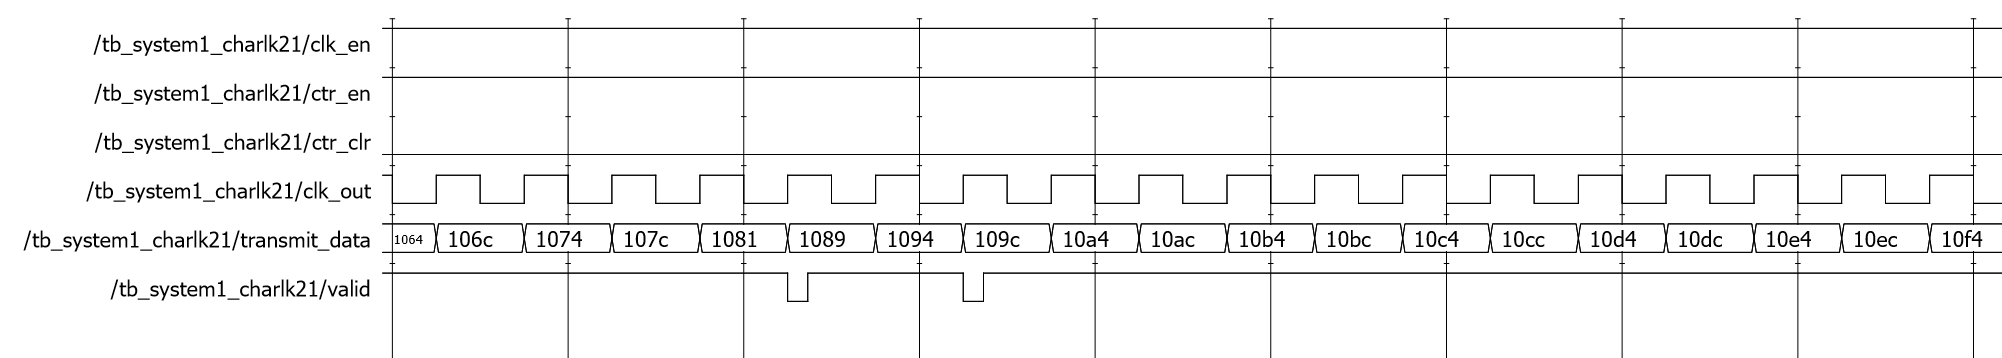 /tb_system1_charlk21/clk_en
/tb_system1_charlk21/ctr_en
/tb_system1_charlk21/ctr_clr
/tb_system1_charlk21/clk_out
/tb_system1_charlk21/transmit_data 1064 106c 1074 107c 1081 1089 1094 109c 10a4 10ac 10b4 10bc 10c4 10cc 10d4 10dc 10e4 10ec 10f4
/tb_system1_charlk21/valid